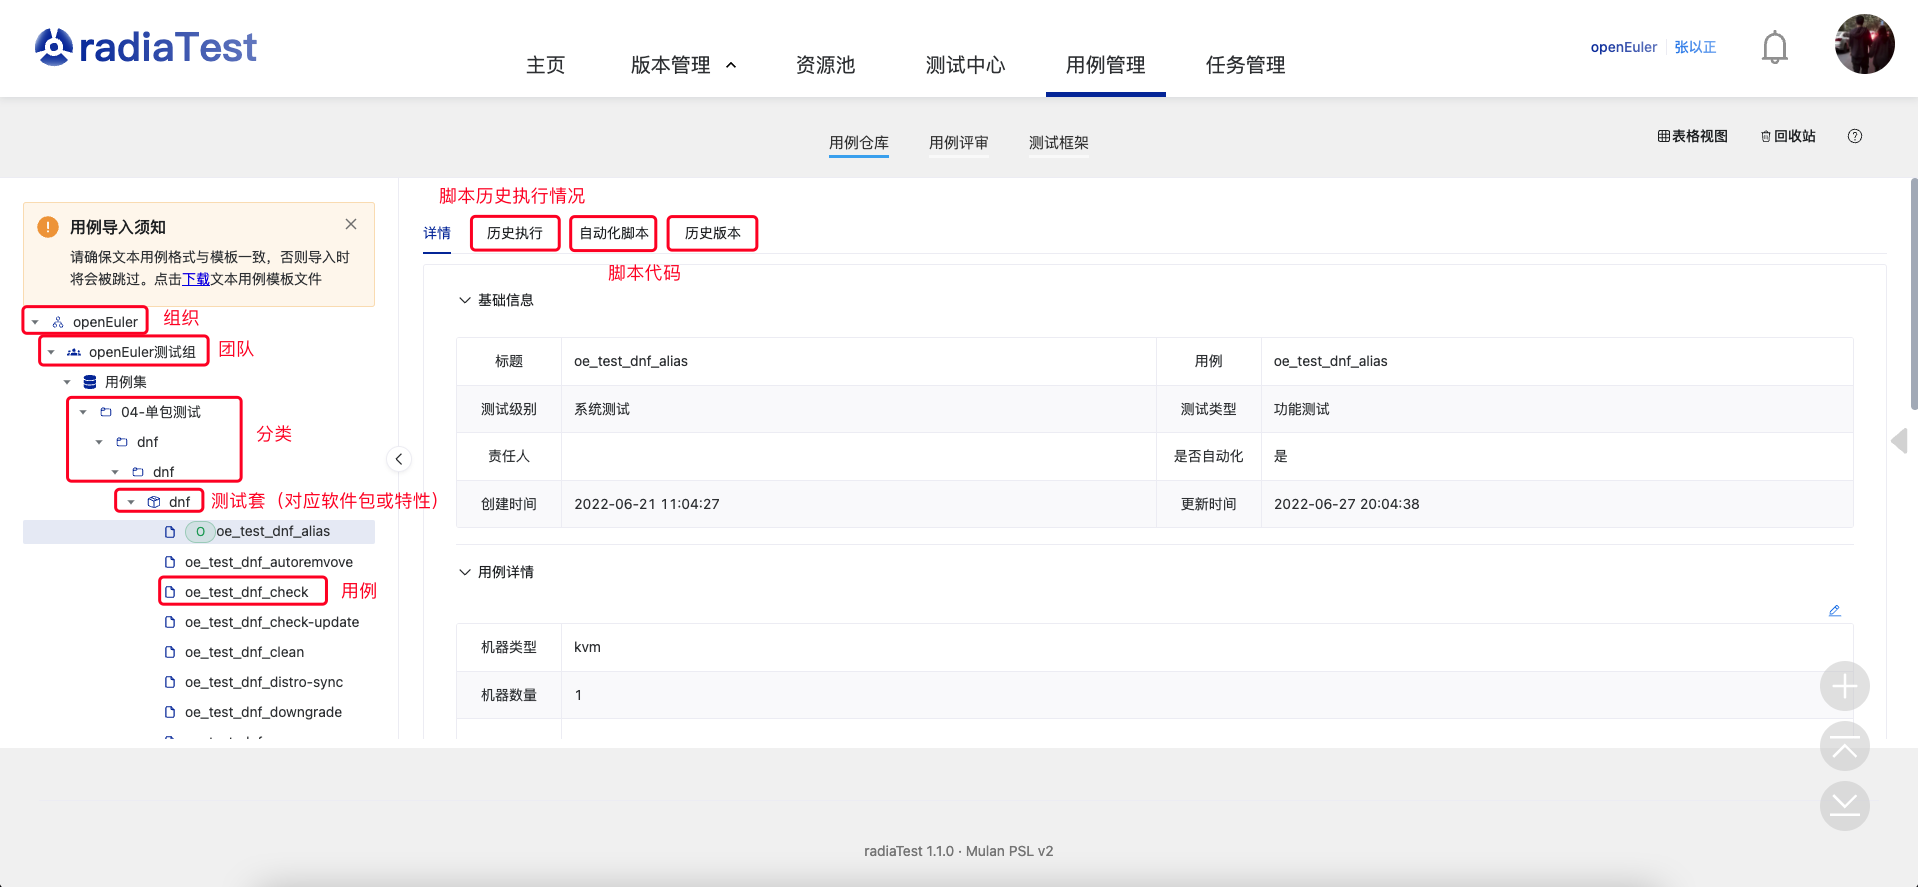 radiaTest
主页
版本管理
资源池
测试中心
用例管理
任务管理
openEuler
张以正
用例仓库
用例评审
测试框架
表格视图
回收站
用例导入须知
请确保文本用例格式与模板一致，否则导入时
将会被跳过。点击下载文本用例模板文件
openEuler
组织
openEuler测试组
团队
用例集
04-单包测试
dnf
分类
dnf
dnf
测试套（对应软件包或特性）
O
oe_test_dnf_alias
oe_test_dnf_autoremvove
oe_test_dnf_check
用例
oe_test_dnf_check-update
oe_test_dnf_clean
oe_test_dnf_distro-sync
oe_test_dnf_downgrade
脚本历史执行情况
详情
历史执行
自动化脚本
历史版本
脚本代码
基础信息
标题
oe_test_dnf_alias
用例
oe_test_dnf_alias
测试级别
系统测试
测试类型
功能测试
责任人
是否自动化
是
创建时间
2022-06-21 11:04:27
更新时间
2022-06-27 20:04:38
用例详情
机器类型
kvm
机器数量
1
radiaTest 1.1.0 · Mulan PSL v2